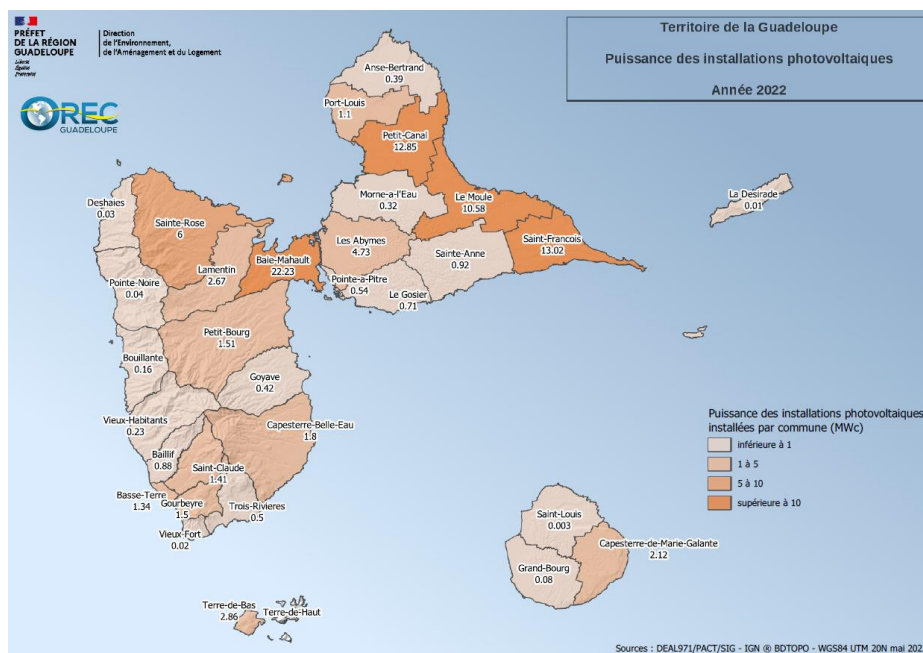 PRÉFET
DE LA RÉGION
GUADELOUPE
Liberté
Égalité
Fraternité
Direction
de l'Environnement,
de l'Aménagement et du Logement
OREC
GUADELOUPE
Territoire de la Guadeloupe
Puissance des installations photovoltaiques
Année 2022
Anse-Bertrand
0.39
Port-Louis
1.1
Petit-Canal
12.85
Morne-a-l'Eau
0.32
Le Moule
10.58
La Desirade
0.01
Deshaies
0.03
Sainte-Rose
6
Lamentin
2.67
Baie-Mahault
22.23
Les Abymes
4.73
Sainte-Anne
0.92
Saint-Francois
13.02
Pointe-a-Pitre
0.54
Le Gosier
0.71
Pointe-Noire
0.04
Petit-Bourg
1.51
Bouillante
0.16
Goyave
0.42
Vieux-Habitants
0.23
Capesterre-Belle-Eau
1.8
Baillif
0.88
Saint-Claude
1.41
Basse-Terre
1.34
Gourbeyre
1.5
Trois-Rivieres
0.5
Vieux-Fort
0.02
Terre-de-Bas
2.86
Terre-de-Haut
Saint-Louis
0.003
Capesterre-de-Marie-Galante
2.12
Grand-Bourg
0.08
Puissance des installations photovoltaiques
installées par commune (MWc)
inférieure à 1
1 à 5
5 à 10
supérieure à 10
Sources : DEAL971/PACT/SIG - IGN ® BDTOPO - WGS84 UTM 20N mai